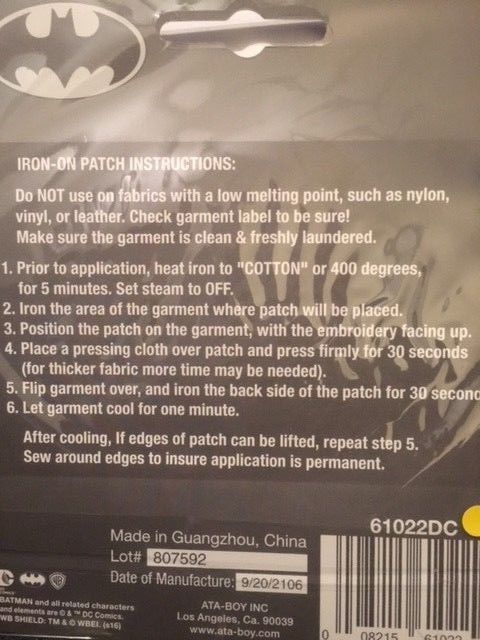 IRON-ON PATCH INSTRUCTIONS:
Do NOT use on fabrics with a low melting point, such as nylon,
vinyl, or leather. Check garment label to be sure!
Make sure the garment is clean & freshly laundered.
1. Prior to application, heat iron to "COTTON" or 400 degrees,
for 5 minutes. Set steam to OFF.
2. Iron the area of the garment where patch will be placed.
3. Position the patch on the garment, with the embroidery facing up.
4. Place a pressing cloth over patch and press firmly for 30 seconds
(for thicker fabric more time may be needed).
5. Flip garment over, and iron the back side of the patch for 30 second
6. Let garment cool for one minute.
After cooling, If edges of patch can be lifted, repeat step 5.
Sew around edges to insure application is permanent.
61022DC
Made in Guangzhou, China
Lot# 807592
Date of Manufacture: 9/20/2106
BATMAN and all related characters
and elements are © & ™ DC Comics.
WB SHIELD: TM & © WBEI. (s16)
ATA-BOY INC
Los Angeles, Ca. 90039
www.ata-boy.com
0 08215 61022